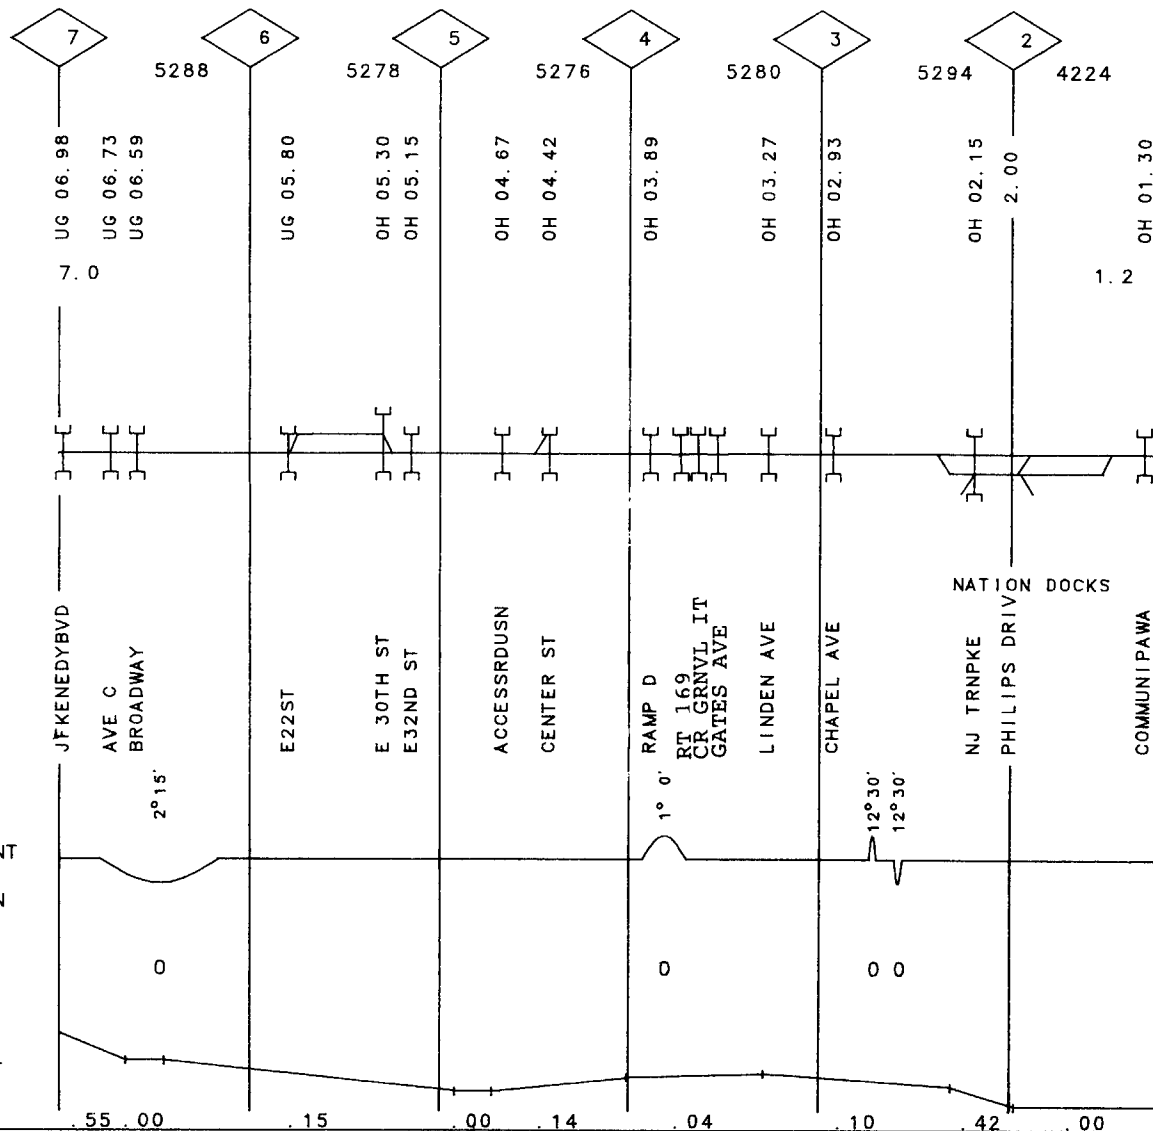 7 6 5 4 3 2
5288 5278 5276 5280 5294 4224
UG 06.98
UG 06.73
UG 06.59
UG 05.80
OH 05.30
OH 05.15
OH 04.67
OH 04.42
OH 03.89
OH 03.27
OH 02.93
OH 02.15
2.00
OH 01.30
7.0
1.2
NATION DOCKS
JFKENEDYBVD
AVE C
BROADWAY
E22ST
E 30TH ST
E32ND ST
ACCESSRDUSN
CENTER ST
RAMP D
RT 169
CR GRNVL IT
GATES AVE
LINDEN AVE
CHAPEL AVE
NJ TRNPKE
PHILIPS DRIV
COMMUNIPAWA
2°15'
1° 0'
12°30'
12°30'
NT
N
0 0 0 0
.55 .00 .15 .00 .14 .04 .10 .42 .00